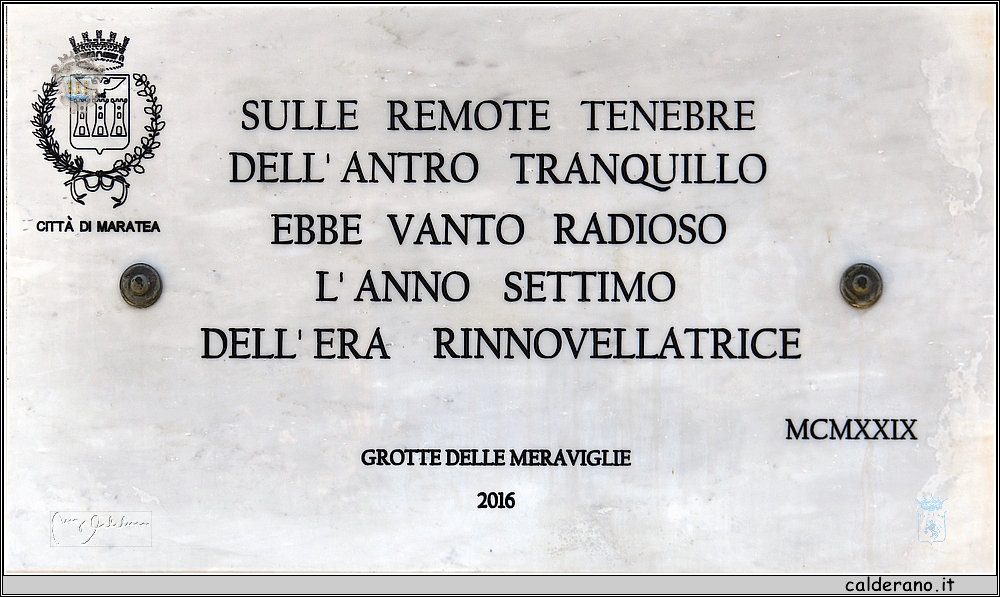 CITTÀ DI MARATEA
SULLE REMOTE TENEBRE
DELL'ANTRO TRANQUILLO
EBBE VANTO RADIOSO
L'ANNO SETTIMO
DELL'ERA RINNOVELLATRICE
MCMXXIX
GROTTE DELLE MERAVIGLIE
2016
calderano.it